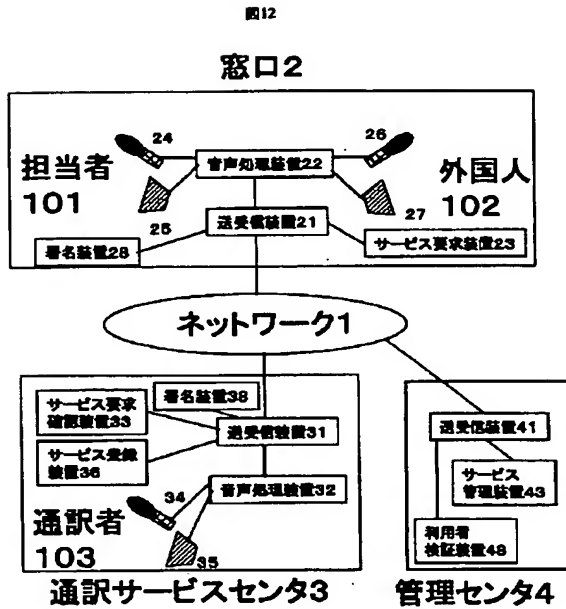 図12
窓口2
24
26
音声処理装置22
担当者
101
外国人
102
25
27
送受信装置21
署名装置28
サービス要求装置23
ネットワーク1
署名装置38
サービス要求
確認装置33
送受信装置31
サービス登録
装置36
音声処理装置32
34
通訳者
103
35
通訳サービスセンタ3
送受信装置41
サービス
管理装置43
利用者
検証装置48
管理センタ4